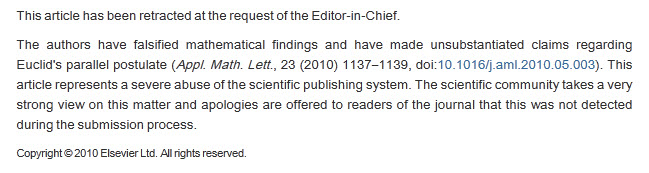 This article has been retracted at the request of the Editor-in-Chief.
The authors have falsified mathematical findings and have made unsubstantiated claims regarding
Euclid's parallel postulate (Appl. Math. Lett., 23 (2010) 1137–1139, doi:10.1016/j.aml.2010.05.003). This
article represents a severe abuse of the scientific publishing system. The scientific community takes a very
strong view on this matter and apologies are offered to readers of the journal that this was not detected
during the submission process.
Copyright © 2010 Elsevier Ltd. All rights reserved.